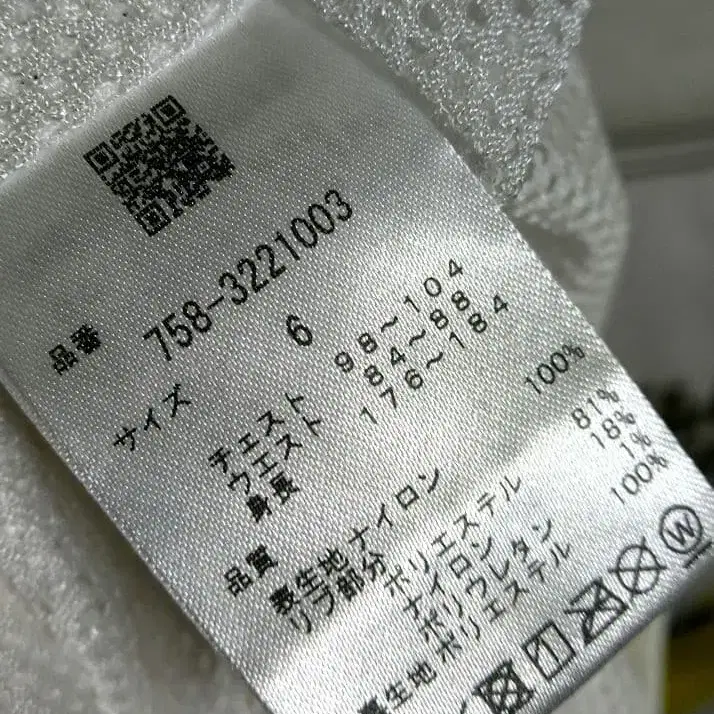 品番 758-3221003
サイズ 6
チェスト 98~104
ウエスト 84~88
身長 176~184
品質
表生地 ナイロン 100%
リブ部分 ポリエステル 81%
ナイロン 18%
ポリウレタン 1%
裏生地 ポリエステル 100%
W